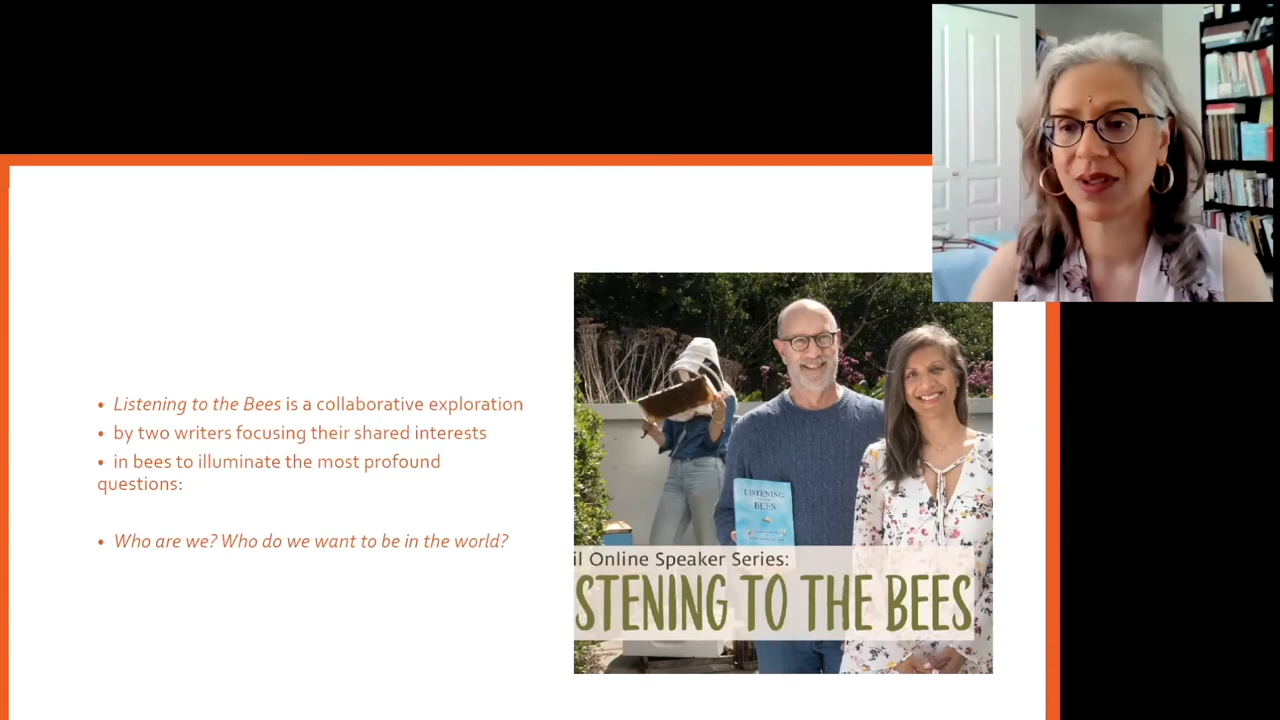 • Listening to the Bees is a collaborative exploration
• by two writers focusing their shared interests
• in bees to illuminate the most profound
questions:
• Who are we? Who do we want to be in the world?
LISTENING
BEES
il Online Speaker Series:
STENING TO THE BEES